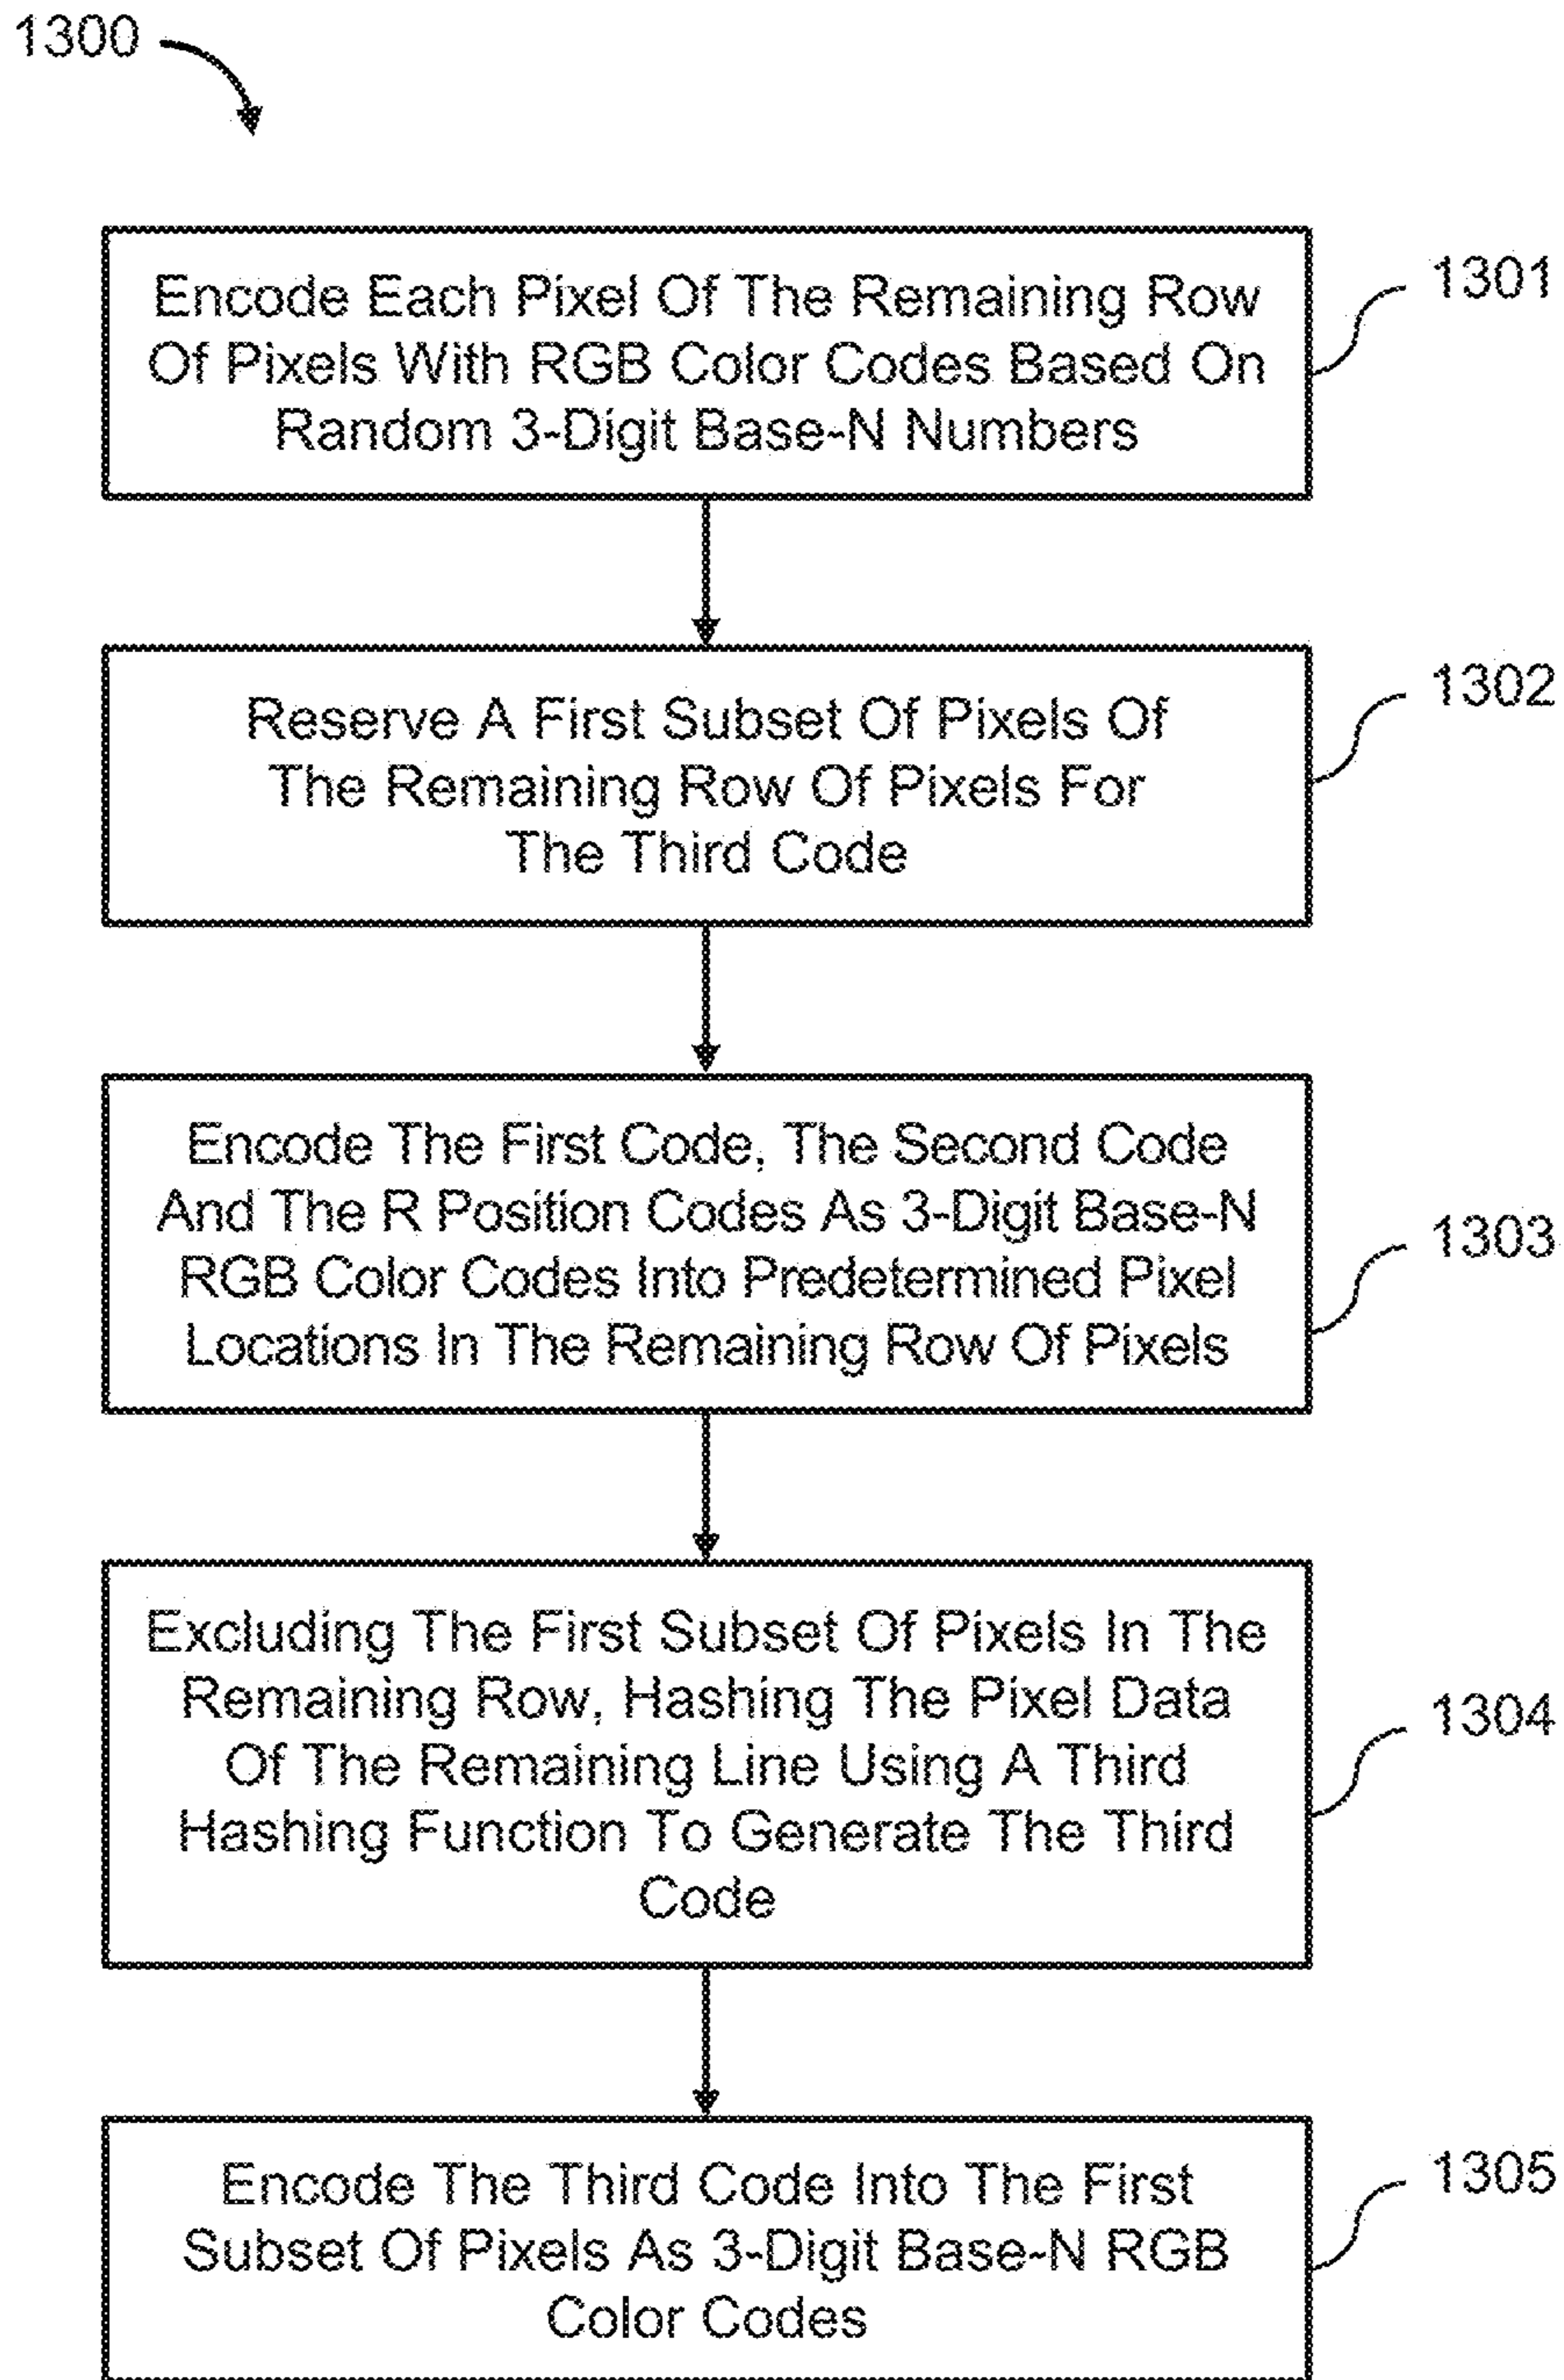 1300
Encode Each Pixel Of The Remaining Row
Of Pixels With RGB Color Codes Based On
Random 3-Digit Base-N Numbers
1301
Reserve A First Subset Of Pixels Of
The Remaining Row Of Pixels For
The Third Code
1302
Encode The First Code, The Second Code
And The R Position Codes As 3-Digit Base-N
RGB Color Codes Into Predetermined Pixel
Locations In The Remaining Row Of Pixels
1303
Excluding The First Subset Of Pixels In The
Remaining Row, Hashing The Pixel Data
Of The Remaining Line Using A Third
Hashing Function To Generate The Third
Code
1304
Encode The Third Code Into The First
Subset Of Pixels As 3-Digit Base-N RGB
Color Codes
1305